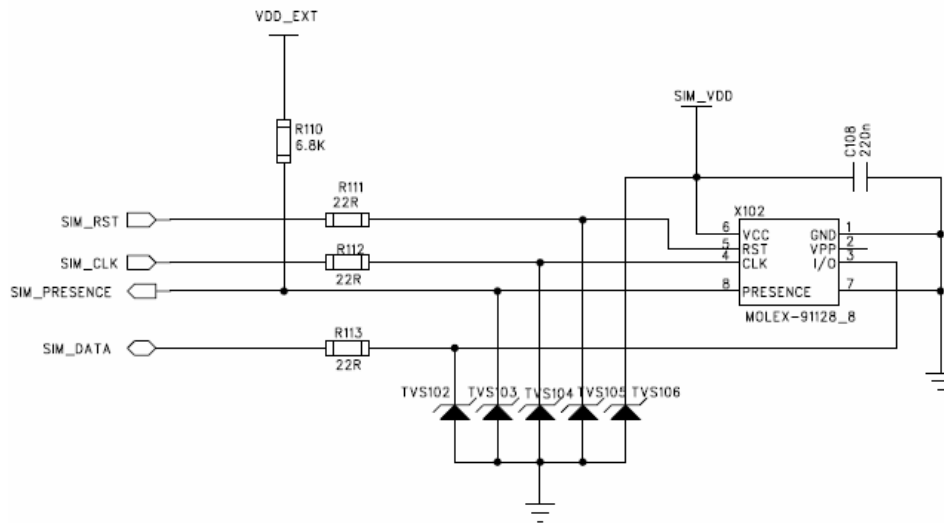 VDD_EXT
R110
6.8K
SIM_VDD
C108
220n
R111
22R
SIM_RST
X102
6 VCC GND 1
5 RST VPP 2
4 CLK I/O 3
8 PRESENCE 7
MOLEX-91128_8
R112
22R
SIM_CLK
SIM_PRESENCE
R113
22R
SIM_DATA
TVS102 TVS103 TVS104 TVS105 TVS106